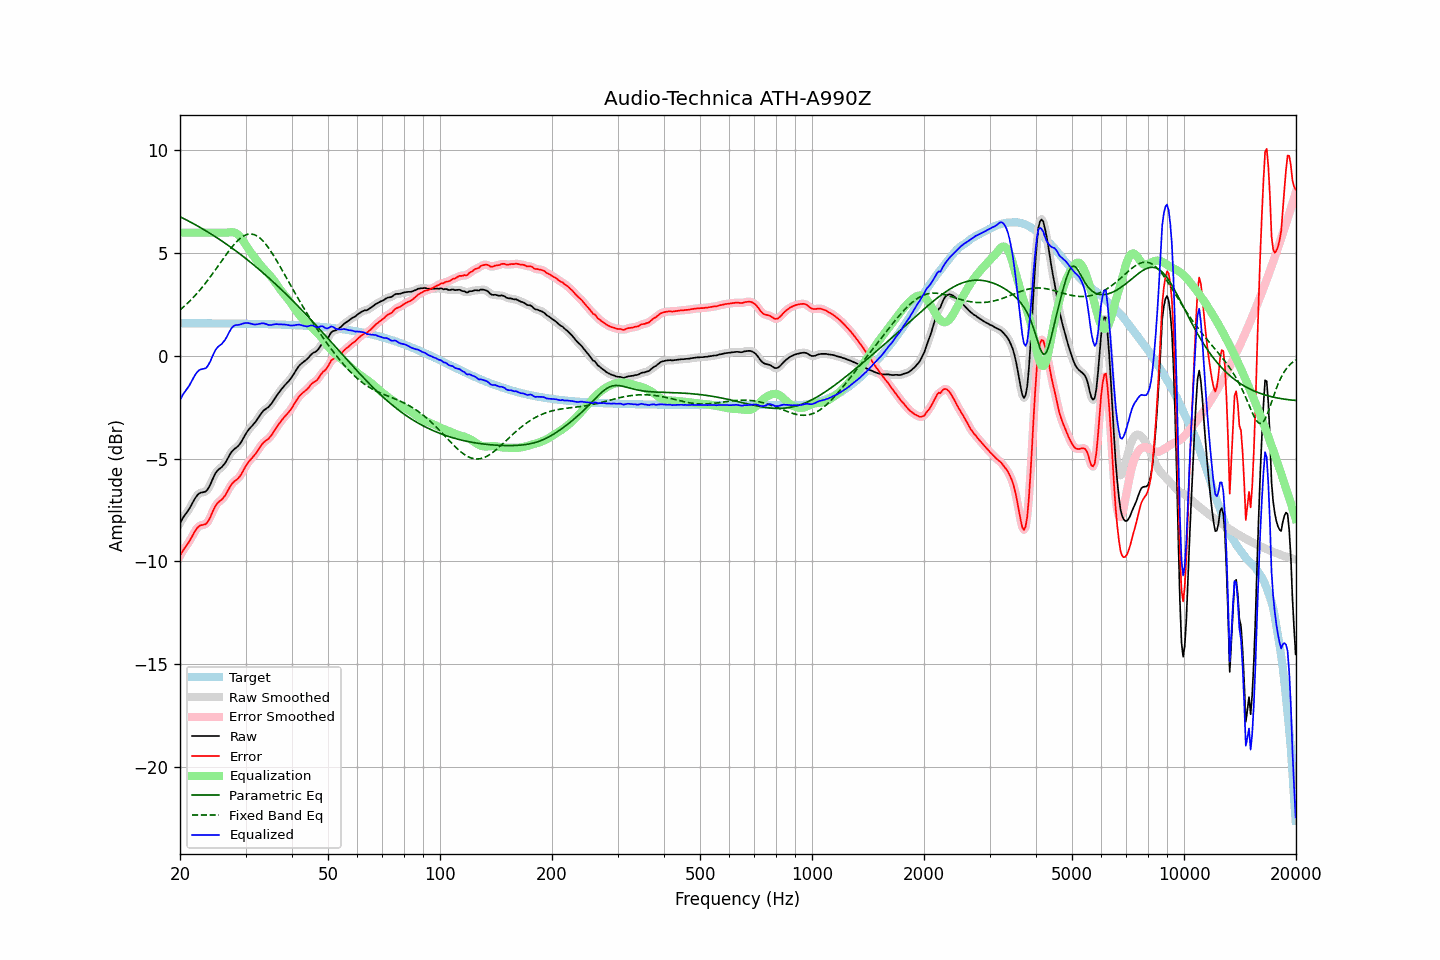 Audio-Technica ATH-A990Z
Amplitude (dBr)
10
5
0
−5
−10
−15
−20
Target
Raw Smoothed
Error Smoothed
Raw
Error
Equalization
Parametric Eq
Fixed Band Eq
Equalized
20 50 100 200 500 1000 2000 5000 10000 20000
Frequency (Hz)